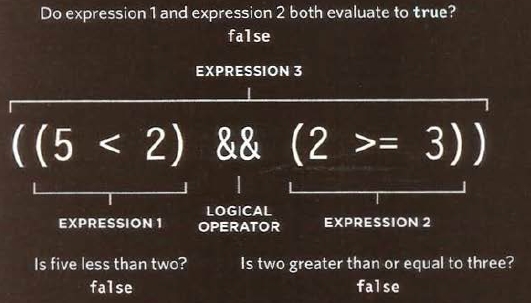 Do expression 1 and expression 2 both evaluate to true?
false
EXPRESSION 3
((5 < 2) && (2 >= 3))
EXPRESSION 1
LOGICAL
OPERATOR
EXPRESSION 2
Is five less than two?
false
Is two greater than or equal to three?
false